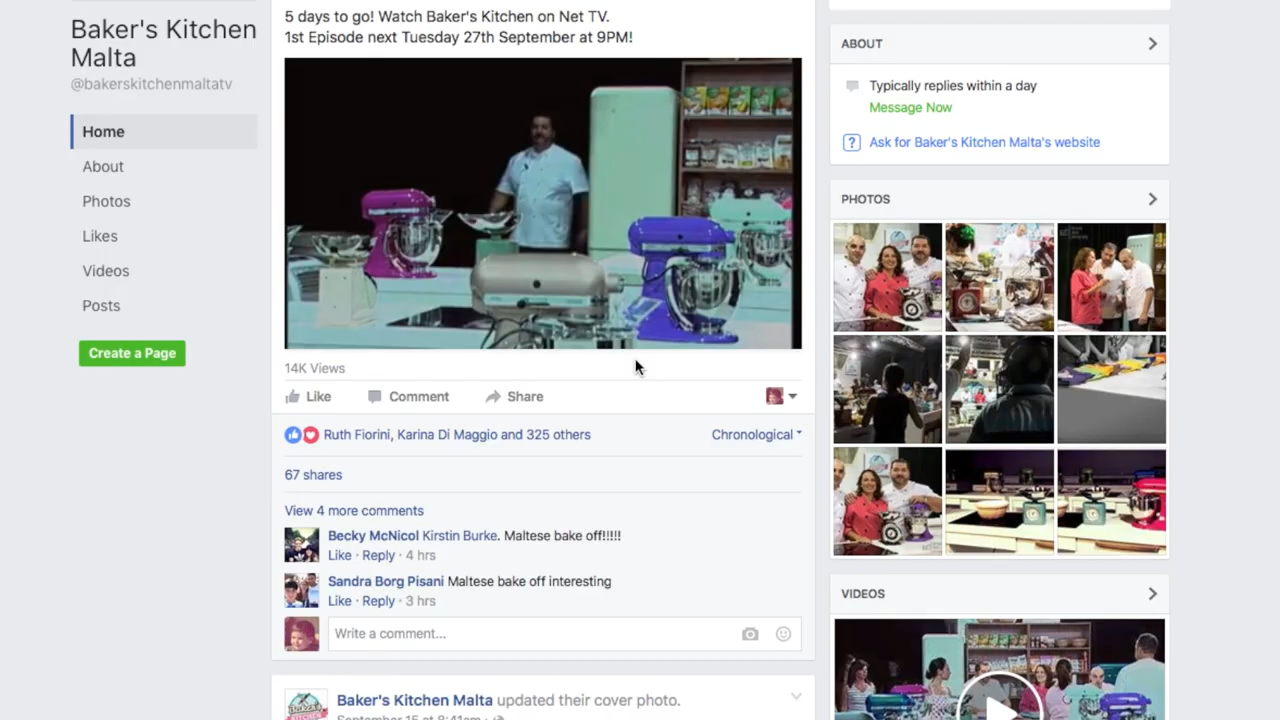 Baker's Kitchen
Malta
@bakerskitchenmaltatv
Home
About
Photos
Likes
Videos
Posts
Create a Page
5 days to go! Watch Baker's Kitchen on Net TV.
1st Episode next Tuesday 27th September at 9PM!
14K Views
Like Comment Share
Ruth Fiorini, Karina Di Maggio and 325 others Chronological
67 shares
View 4 more comments
Becky McNicol Kirstin Burke. Maltese bake off!!!!!
Like · Reply · 4 hrs
Sandra Borg Pisani Maltese bake off interesting
Like · Reply · 3 hrs
Write a comment...
Baker's Kitchen Malta updated their cover photo.
September 15 at 8:41am ·
ABOUT
Typically replies within a day
Message Now
? Ask for Baker's Kitchen Malta's website
PHOTOS
VIDEOS